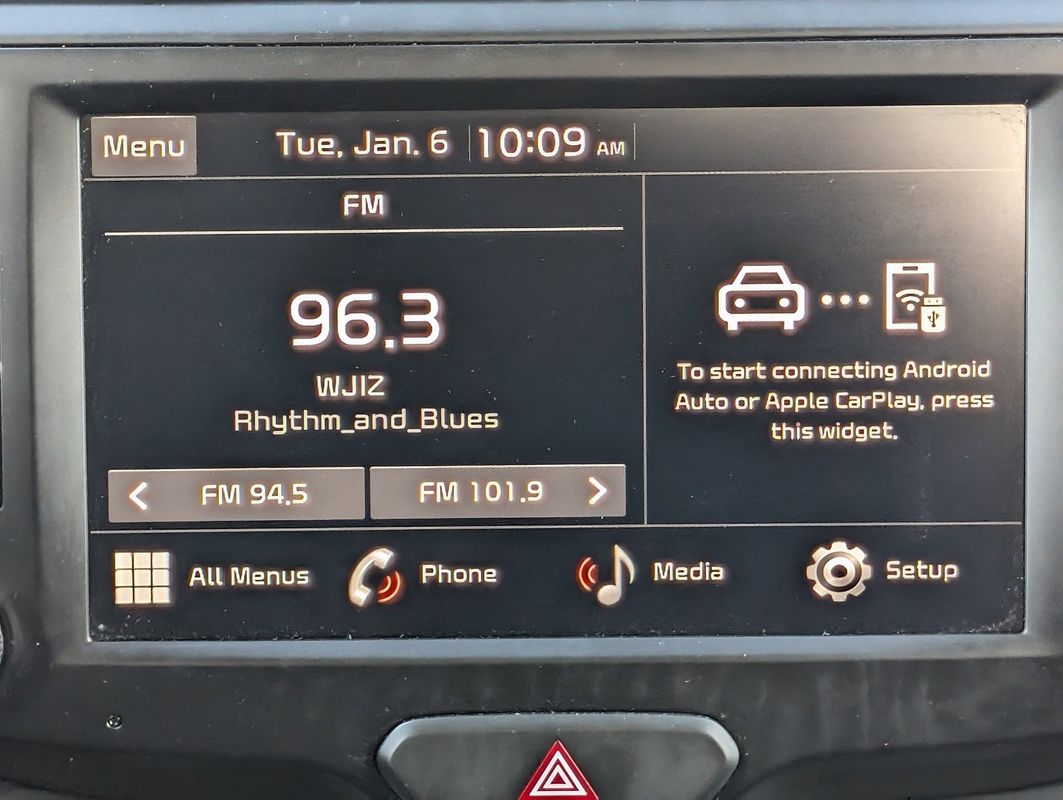 Menu
Tue, Jan. 6
10:09 AM
FM
96.3
WJIZ
Rhythm_and_Blues
FM 94.5
FM 101.9
To start connecting Android
Auto or Apple CarPlay, press
this widget.
All Menus
Phone
Media
Setup